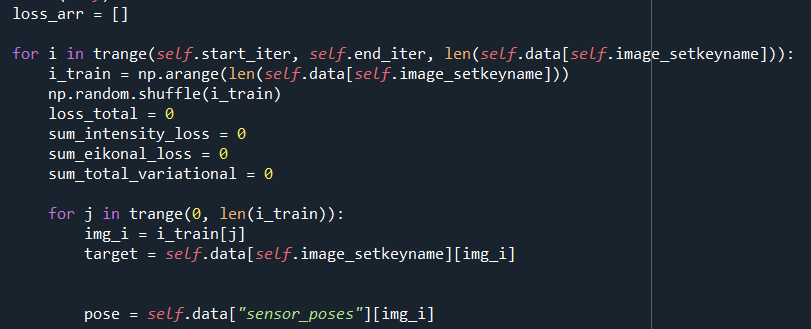 loss_arr = []
for i in trange(self.start_iter, self.end_iter, len(self.data[self.image_setkeyname])):
    i_train = np.arange(len(self.data[self.image_setkeyname]))
    np.random.shuffle(i_train)
    loss_total = 0
    sum_intensity_loss = 0
    sum_eikonal_loss = 0
    sum_total_variational = 0
    for j in trange(0, len(i_train)):
        img_i = i_train[j]
        target = self.data[self.image_setkeyname][img_i]
        pose = self.data["sensor_poses"][img_i]